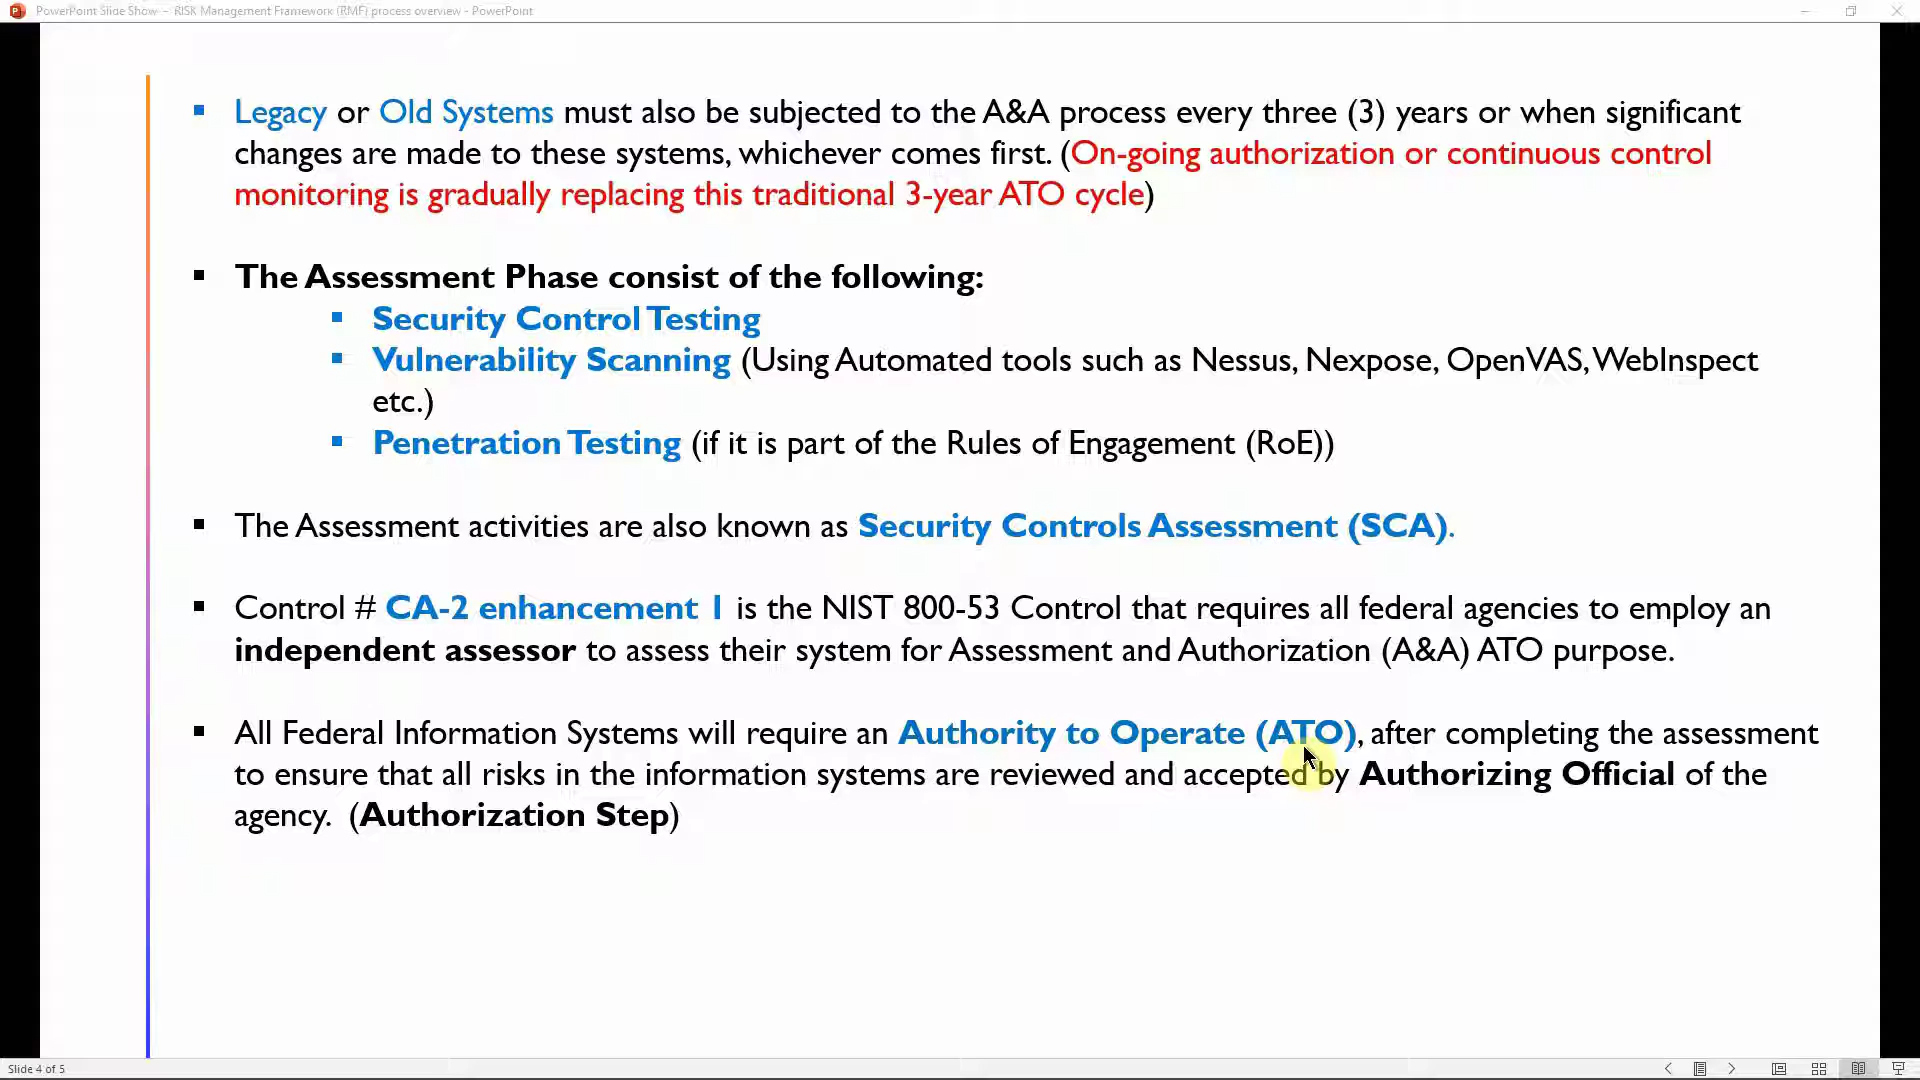 PowerPoint Slide Show - RISK Management Framework (RMF) process overview - PowerPoint
Legacy or Old Systems must also be subjected to the A&A process every three (3) years or when significant
changes are made to these systems, whichever comes first. (On-going authorization or continuous control
monitoring is gradually replacing this traditional 3-year ATO cycle)
The Assessment Phase consist of the following:
Security Control Testing
Vulnerability Scanning (Using Automated tools such as Nessus, Nexpose, OpenVAS, WebInspect
etc.)
Penetration Testing (if it is part of the Rules of Engagement (RoE))
The Assessment activities are also known as Security Controls Assessment (SCA).
Control # CA-2 enhancement 1 is the NIST 800-53 Control that requires all federal agencies to employ an
independent assessor to assess their system for Assessment and Authorization (A&A) ATO purpose.
All Federal Information Systems will require an Authority to Operate (ATO), after completing the assessment
to ensure that all risks in the information systems are reviewed and accepted by Authorizing Official of the
agency. (Authorization Step)
Slide 4 of 5